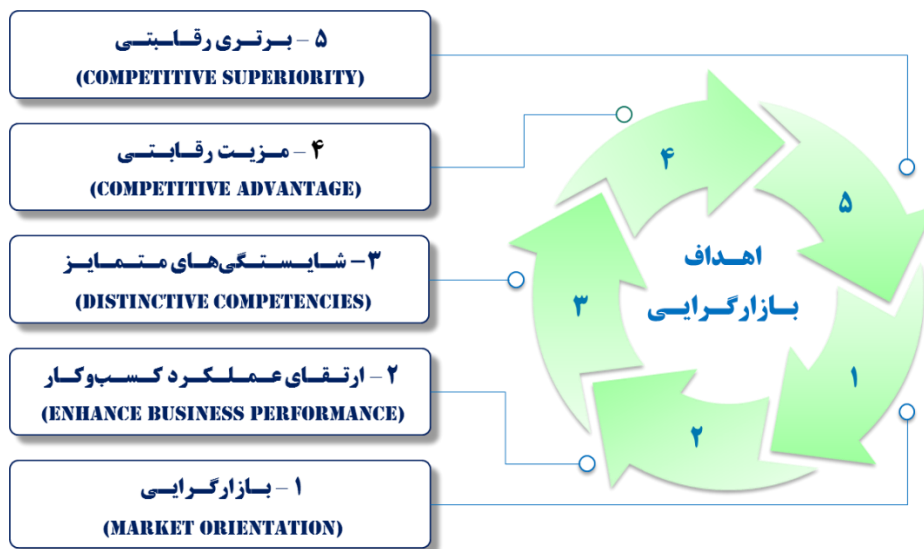 ۵ – برتری رقابتی
(COMPETITIVE SUPERIORITY)
۴ – مزیت رقابتی
(COMPETITIVE ADVANTAGE)
۳ – شایستگی‌های متمایز
(DISTINCTIVE COMPETENCIES)
۲ – ارتقای عملکرد کسب‌وکار
(ENHANCE BUSINESS PERFORMANCE)
۱ – بازارگرایی
(MARKET ORIENTATION)
اهداف
بازارگرایی
۱
۲
۳
۴
۵